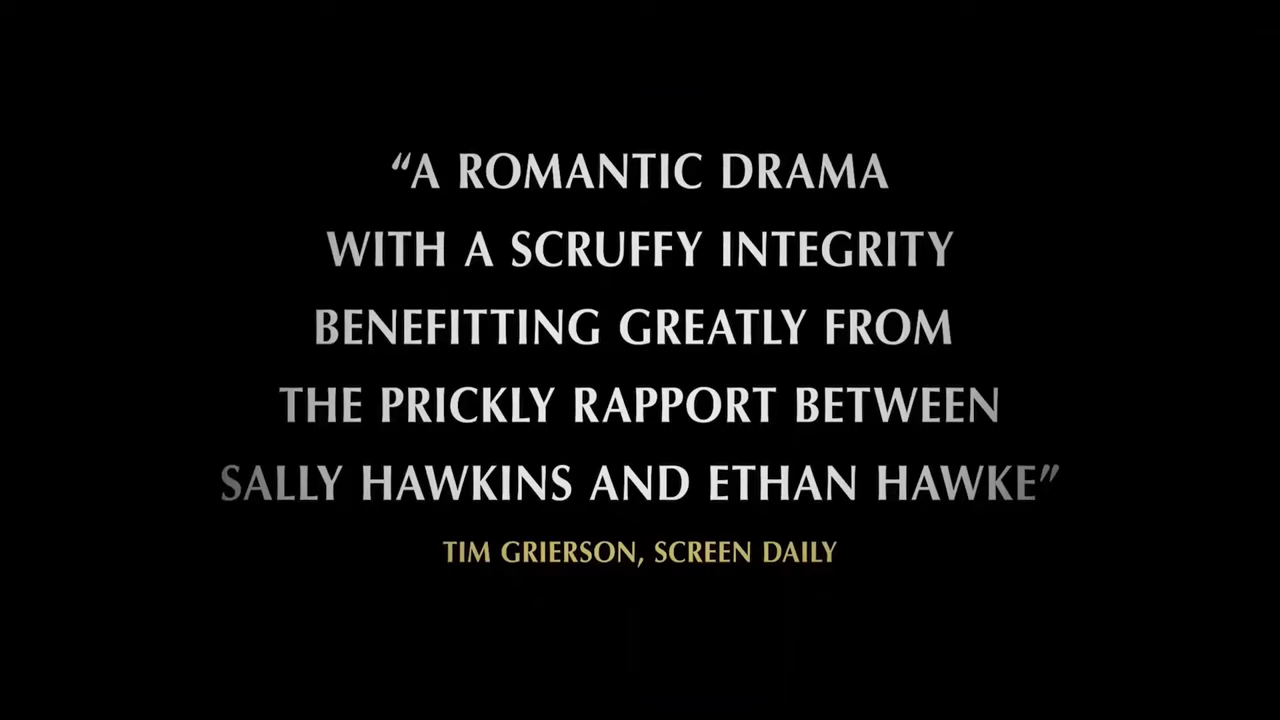 “A ROMANTIC DRAMA
WITH A SCRUFFY INTEGRITY
BENEFITTING GREATLY FROM
THE PRICKLY RAPPORT BETWEEN
SALLY HAWKINS AND ETHAN HAWKE”
TIM GRIERSON, SCREEN DAILY